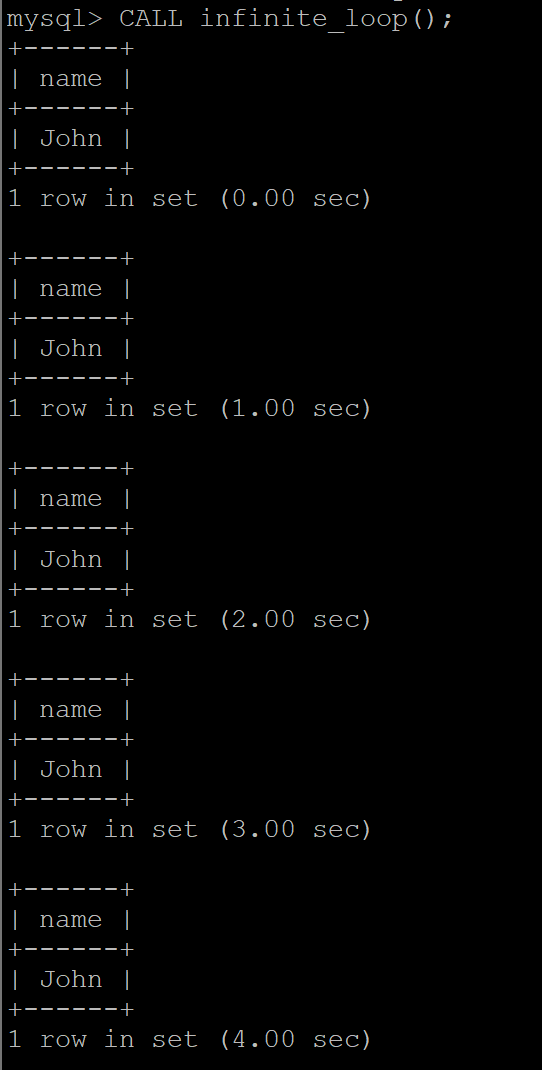 mysql> CALL infinite_loop();
+------+
| name |
+------+
| John |
+------+
1 row in set (0.00 sec)

+------+
| name |
+------+
| John |
+------+
1 row in set (1.00 sec)

+------+
| name |
+------+
| John |
+------+
1 row in set (2.00 sec)

+------+
| name |
+------+
| John |
+------+
1 row in set (3.00 sec)

+------+
| name |
+------+
| John |
+------+
1 row in set (4.00 sec)